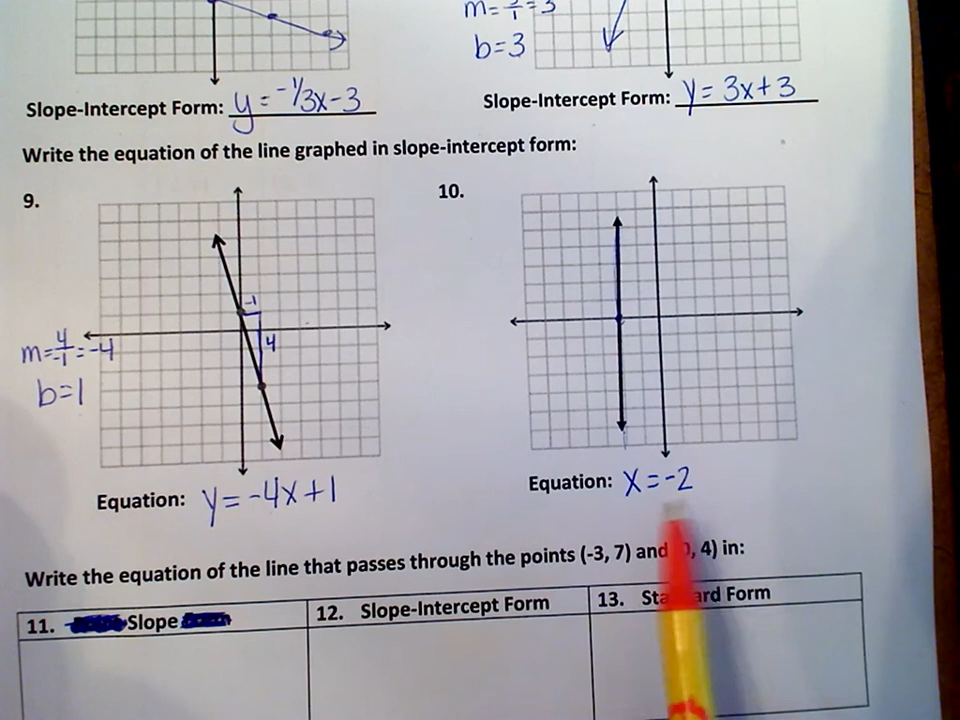 m= 3/1 = 3
b=3
Slope-Intercept Form: y = -1/3x-3
Slope-Intercept Form: y= 3x+3
Write the equation of the line graphed in slope-intercept form:
9.
10.
-1
4
m=4/-1=-4
b=1
Equation: y=-4x+1
Equation: x=-2
Write the equation of the line that passes through the points (-3, 7) and , 4) in:
11. Slope
12. Slope-Intercept Form
13. Form